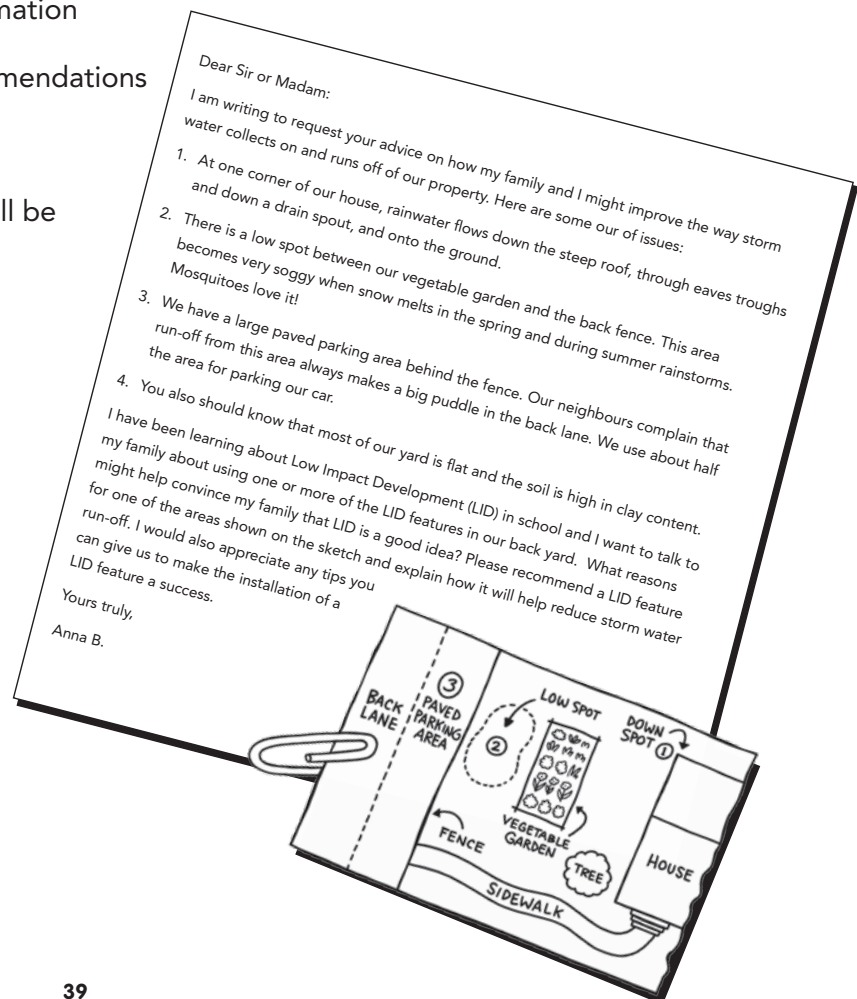 mation
mendations
ll be
Dear Sir or Madam:
I am writing to request your advice on how my family and I might improve the way storm
water collects on and runs off of our property. Here are some our of issues:
1. At one corner of our house, rainwater flows down the steep roof, through eaves troughs
and down a drain spout, and onto the ground.
2. There is a low spot between our vegetable garden and the back fence. This area
becomes very soggy when snow melts in the spring and during summer rainstorms.
Mosquitoes love it!
3. We have a large paved parking area behind the fence. Our neighbours complain that
run-off from this area always makes a big puddle in the back lane. We use about half
the area for parking our car.
4. You also should know that most of our yard is flat and the soil is high in clay content.
I have been learning about Low Impact Development (LID) in school and I want to talk to
my family about using one or more of the LID features in our back yard. What reasons
might help convince my family that LID is a good idea? Please recommend a LID feature
for one of the areas shown on the sketch and explain how it will help reduce storm water
run-off. I would also appreciate any tips you
can give us to make the installation of a
LID feature a success.
Yours truly,
Anna B.
BACK
LANE
3
PAVED
PARKING
AREA
LOW SPOT
2
DOWN
SPOT 1
VEGETABLE
GARDEN
FENCE
TREE
HOUSE
SIDEWALK
39